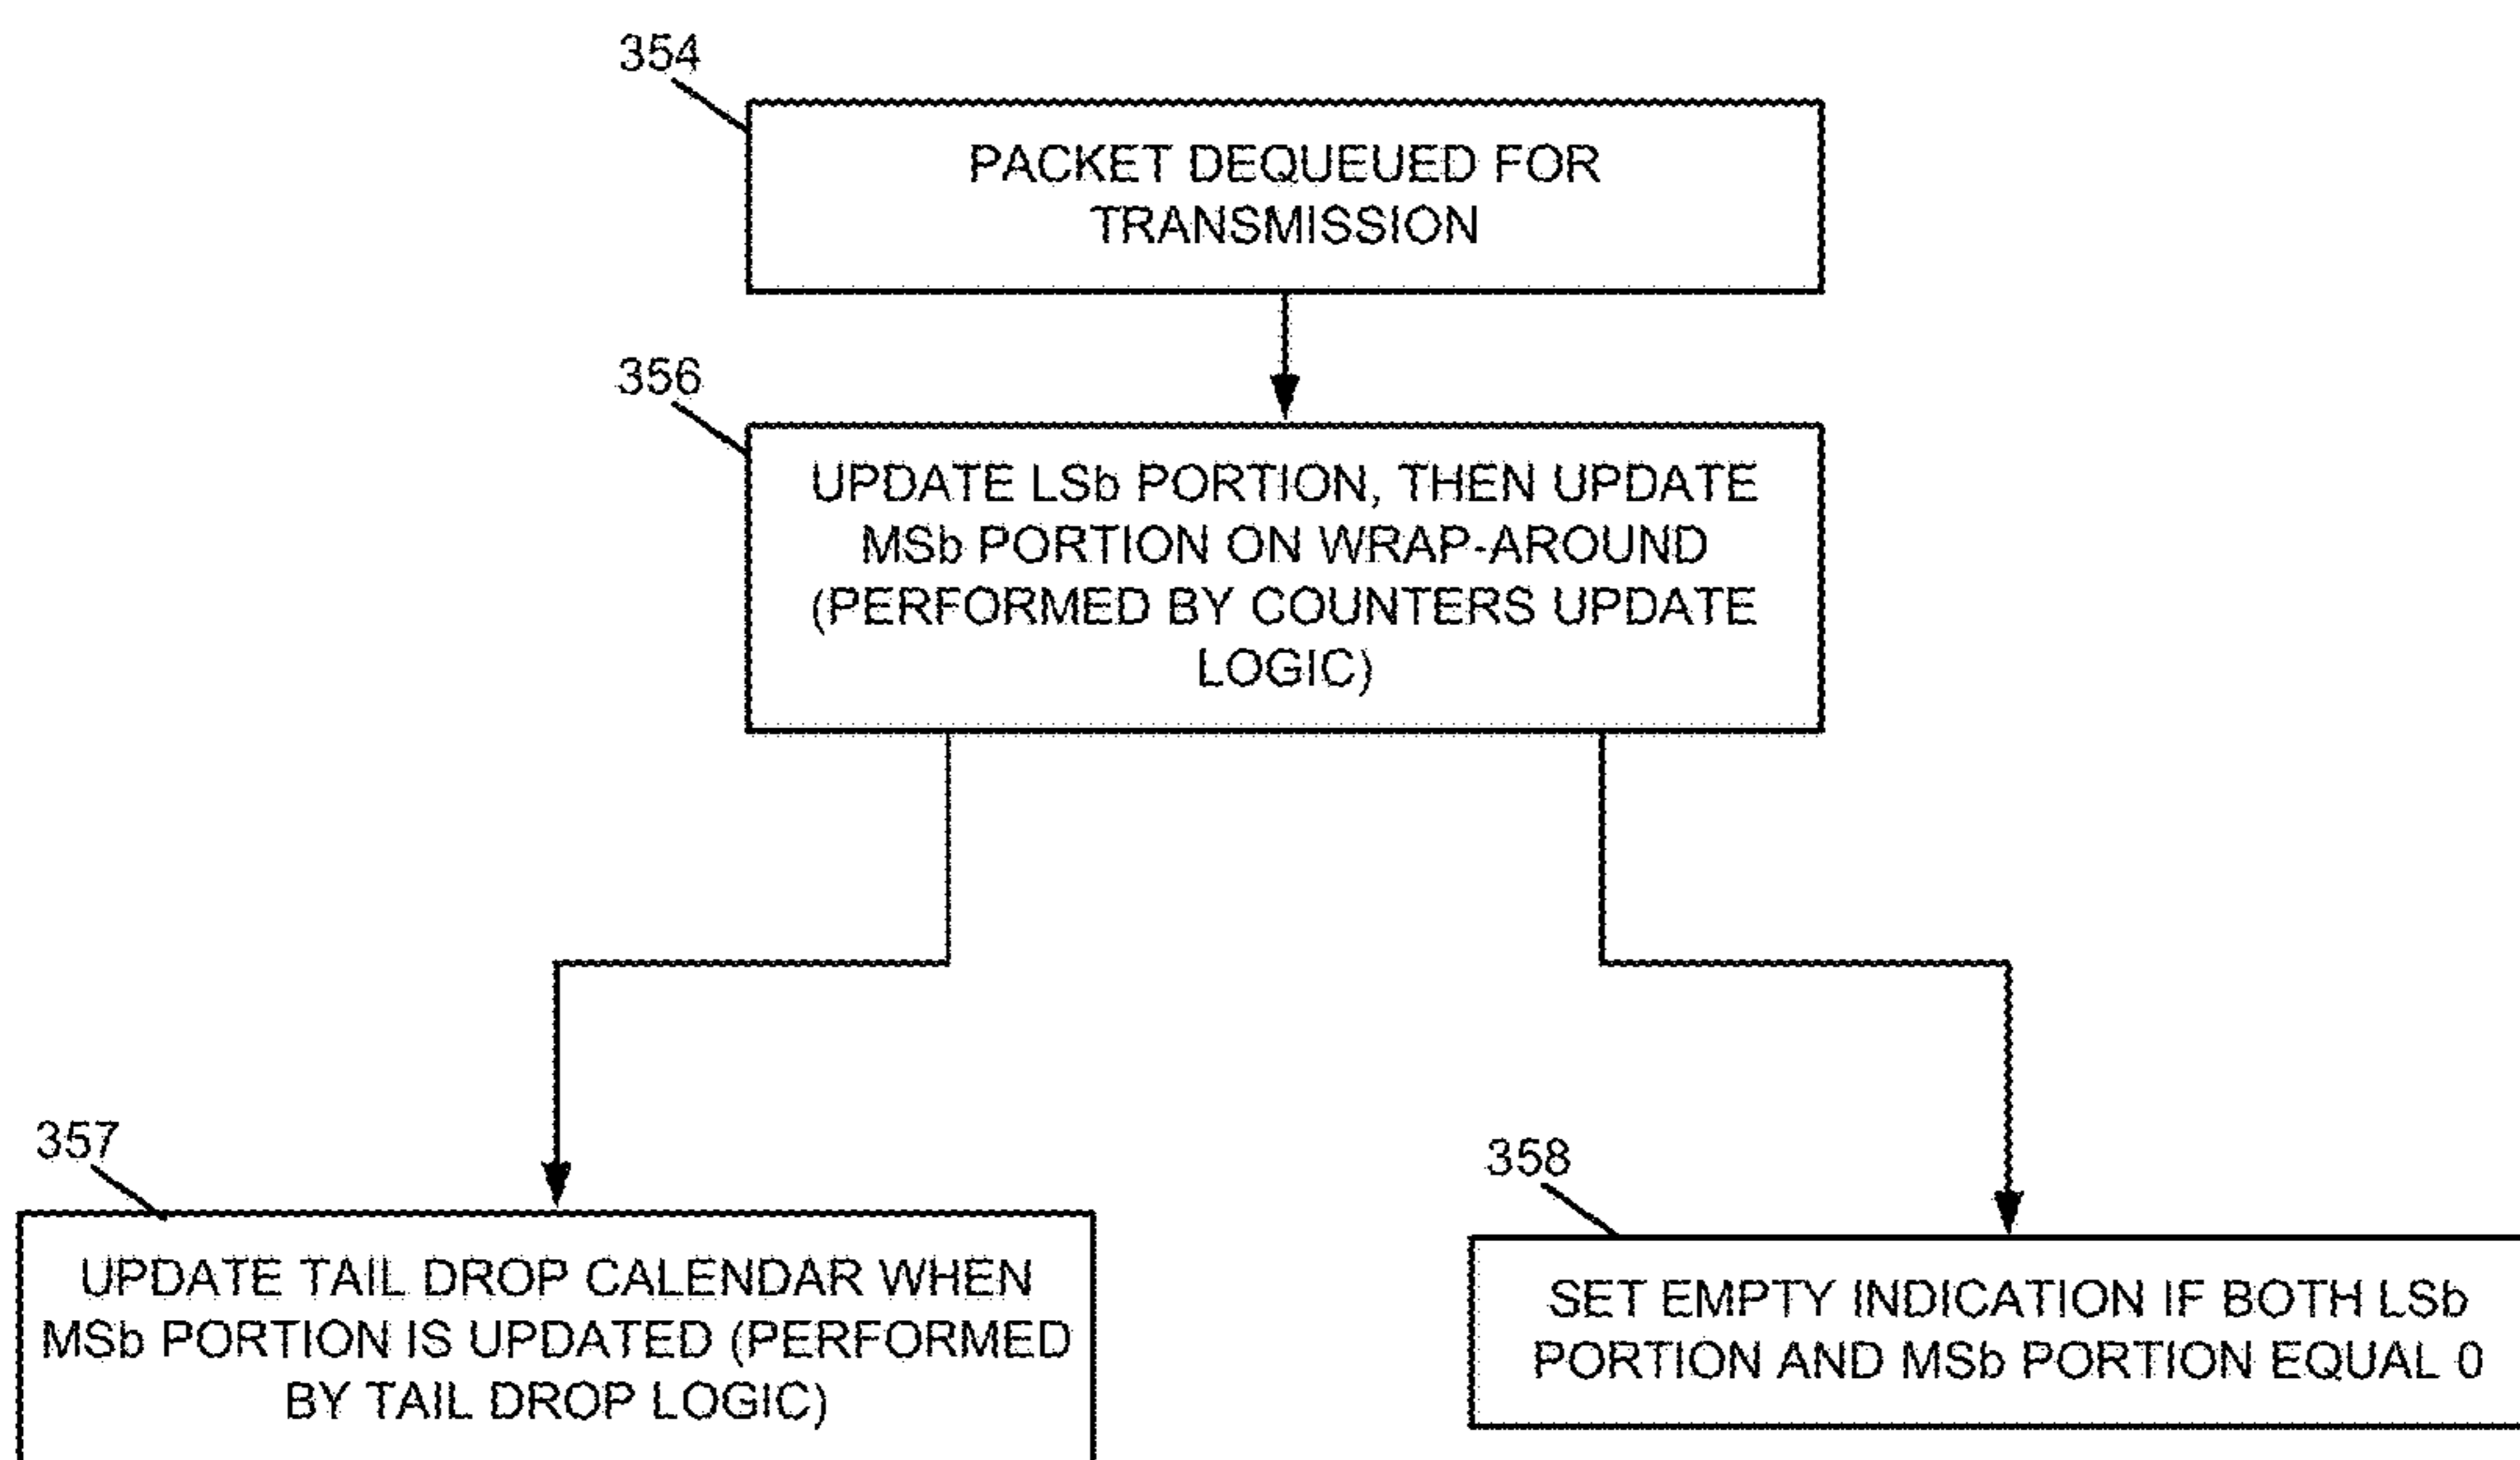 354
PACKET DEQUEUED FOR
TRANSMISSION
356
UPDATE LSb PORTION, THEN UPDATE
MSb PORTION ON WRAP-AROUND
(PERFORMED BY COUNTERS UPDATE
LOGIC)
357
UPDATE TAIL DROP CALENDAR WHEN
MSb PORTION IS UPDATED (PERFORMED
BY TAIL DROP LOGIC)
358
SET EMPTY INDICATION IF BOTH LSb
PORTION AND MSb PORTION EQUAL 0